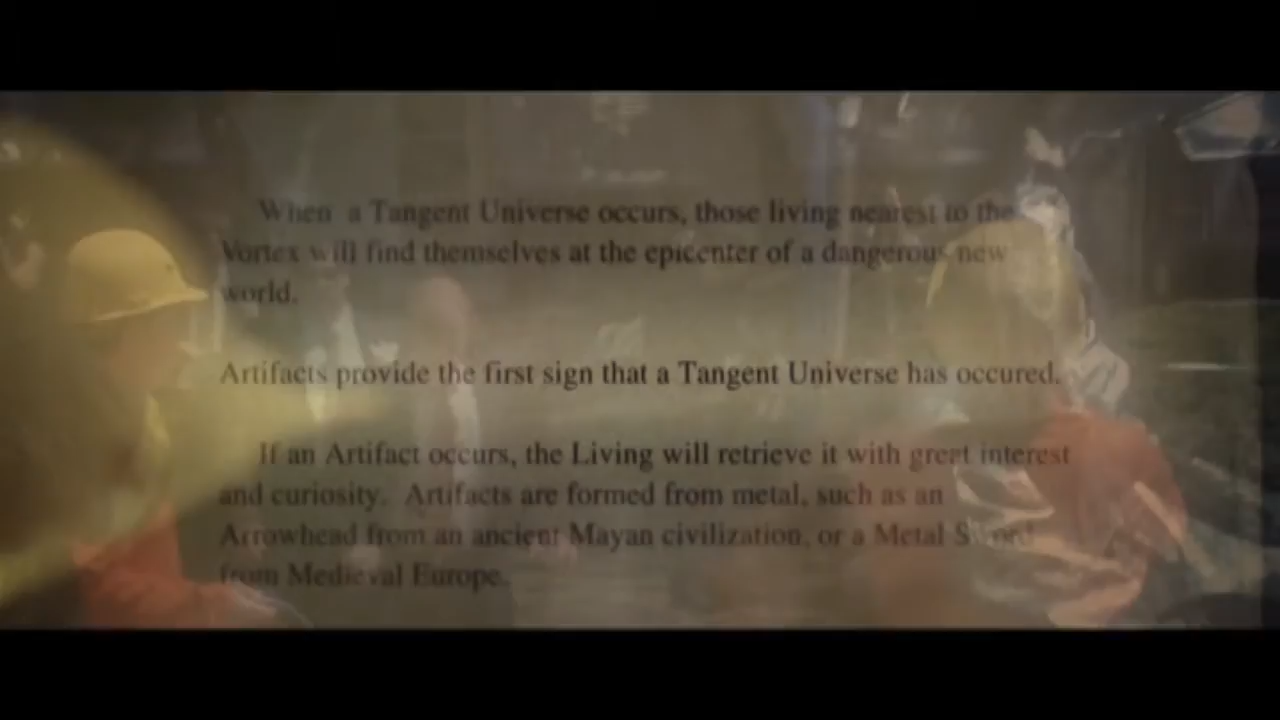 When a Tangent Universe occurs, those living nearest to the
Vortex will find themselves at the epicenter of a dangerous new
world.
Artifacts provide the first sign that a Tangent Universe has occured.
If an Artifact occurs, the Living will retrieve it with great interest
and curiosity. Artifacts are formed from metal, such as an
Arrowhead from an ancient Mayan civilization, or a Metal Sword
from Medieval Europe.